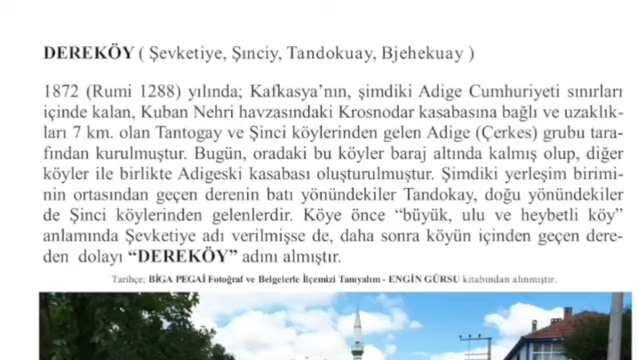 DEREKÖY ( Şevketiye, Şınciy, Tandokuay, Bjehekuay )
1872 (Rumi 1288) yılında; Kafkasya’nın, şimdiki Adige Cumhuriyeti sınırları
içinde kalan, Kuban Nehri havzasındaki Krosnodar kasabasına bağlı ve uzaklık-
ları 7 km. olan Tantogay ve Şinci köylerinden gelen Adige (Çerkes) grubu tara-
fından kurulmuştur. Bugün, oradaki bu köyler baraj altında kalmış olup, diğer
köyler ile birlikte Adigeski kasabası oluşturulmuştur. Şimdiki yerleşim birimi-
nin ortasından geçen derenin batı yönündekiler Tandokay, doğu yönündekiler
de Şinci köylerinden gelenlerdir. Köye önce “büyük, ulu ve heybetli köy”
anlamında Şevketiye adı verilmişse de, daha sonra köyün içinden geçen dere-
den dolayı “DEREKÖY” adını almıştır.
Tarihçe; BİGA PEGAİ Fotoğraf ve Belgelerle İlçemizi Tanıyalım - ENGİN GÜRSU kitabından alınmıştır.